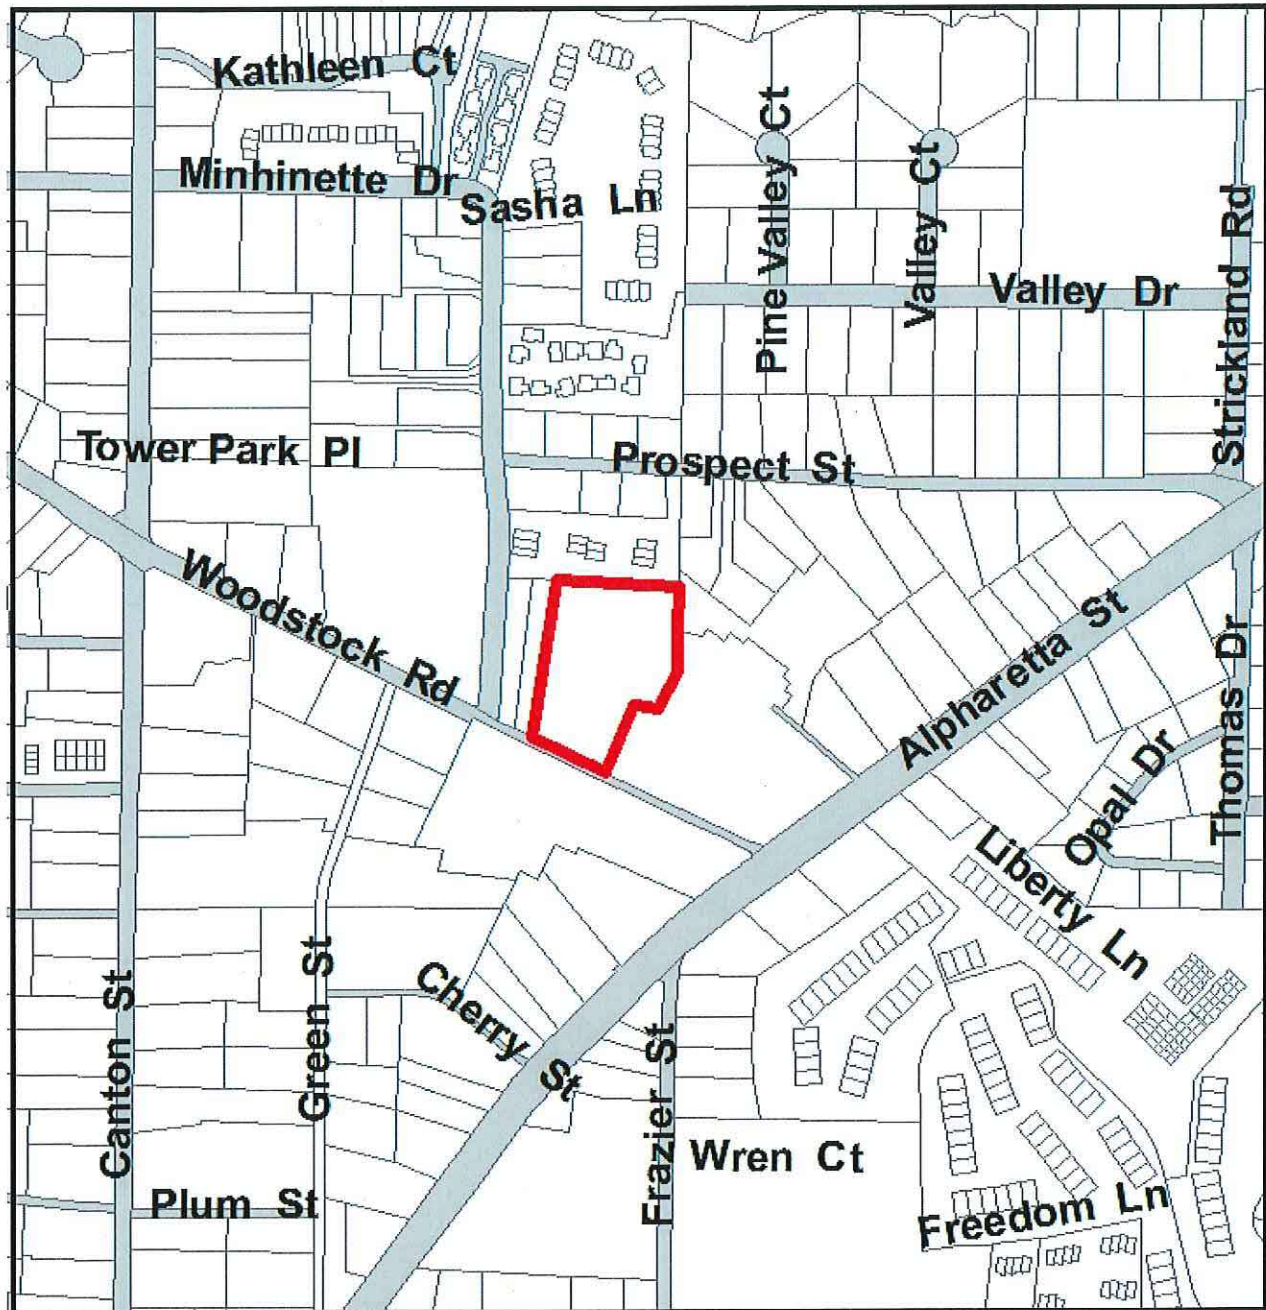 Kathleen Ct
Minhinette Dr
Sasha Ln
Pine Valley Ct
Valley Ct
Valley Dr
Strickland Rd
Tower Park Pl
Prospect St
Woodstock Rd
Alpharetta St
Thomas Dr
Opal Dr
Liberty Ln
Canton St
Green St
Cherry St
Frazier St
Wren Ct
Plum St
Freedom Ln